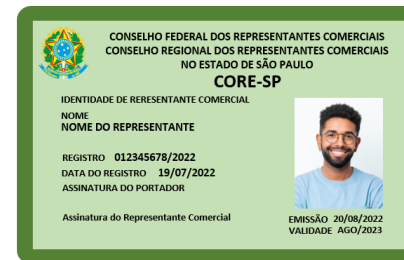 CONSELHO FEDERAL DOS REPRESENTANTES COMERCIAIS
CONSELHO REGIONAL DOS REPRESENTANTES COMERCIAIS
NO ESTADO DE SÃO PAULO
CORE-SP
IDENTIDADE DE RERESENTANTE COMERCIAL
NOME
NOME DO REPRESENTANTE
REGISTRO 012345678/2022
DATA DO REGISTRO 19/07/2022
ASSINATURA DO PORTADOR
Assinatura do Representante Comercial
EMISSÃO 20/08/2022
VALIDADE AGO/2023